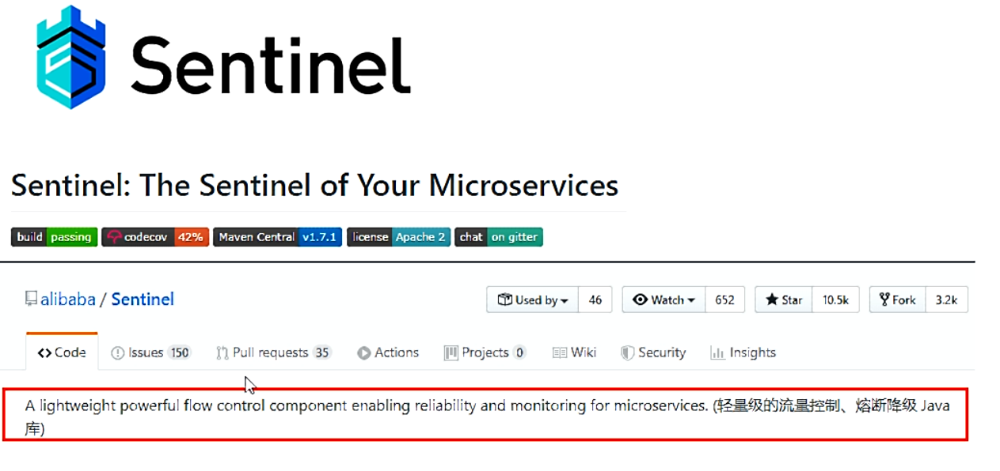 Sentinel
Sentinel: The Sentinel of Your Microservices
build passing codecov 42% Maven Central v1.7.1 license Apache 2 chat on gitter
alibaba / Sentinel Used by 46 Watch 652 Star 10.5k Fork 3.2k
Code Issues 150 Pull requests 35 Actions Projects 0 Wiki Security Insights
A lightweight powerful flow control component enabling reliability and monitoring for microservices. (轻量级的流量控制、熔断降级 Java
库)